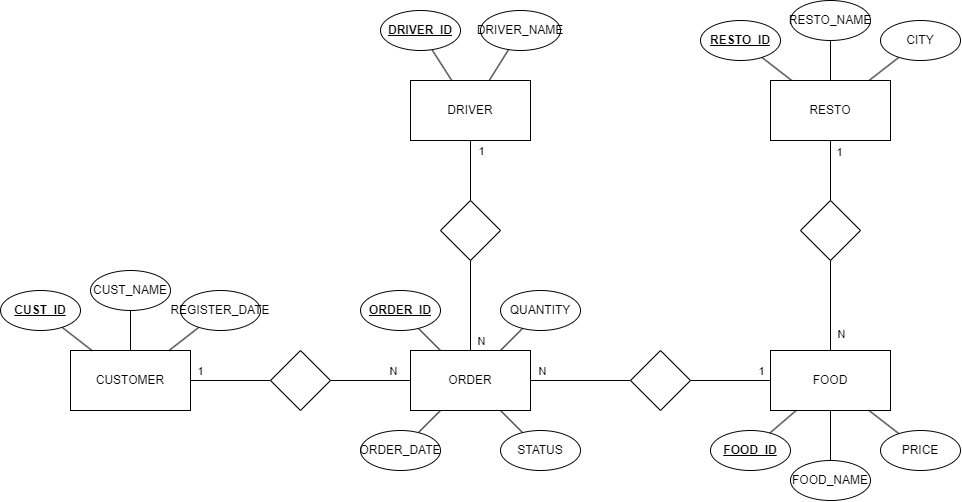 DRIVER_ID
DRIVER_NAME
RESTO_ID
RESTO_NAME
CITY
DRIVER
RESTO
1
1
CUST_ID
CUST_NAME
REGISTER_DATE
ORDER_ID
QUANTITY
N
N
CUSTOMER
1
N
ORDER
N
1
FOOD
ORDER_DATE
STATUS
FOOD_ID
FOOD_NAME
PRICE